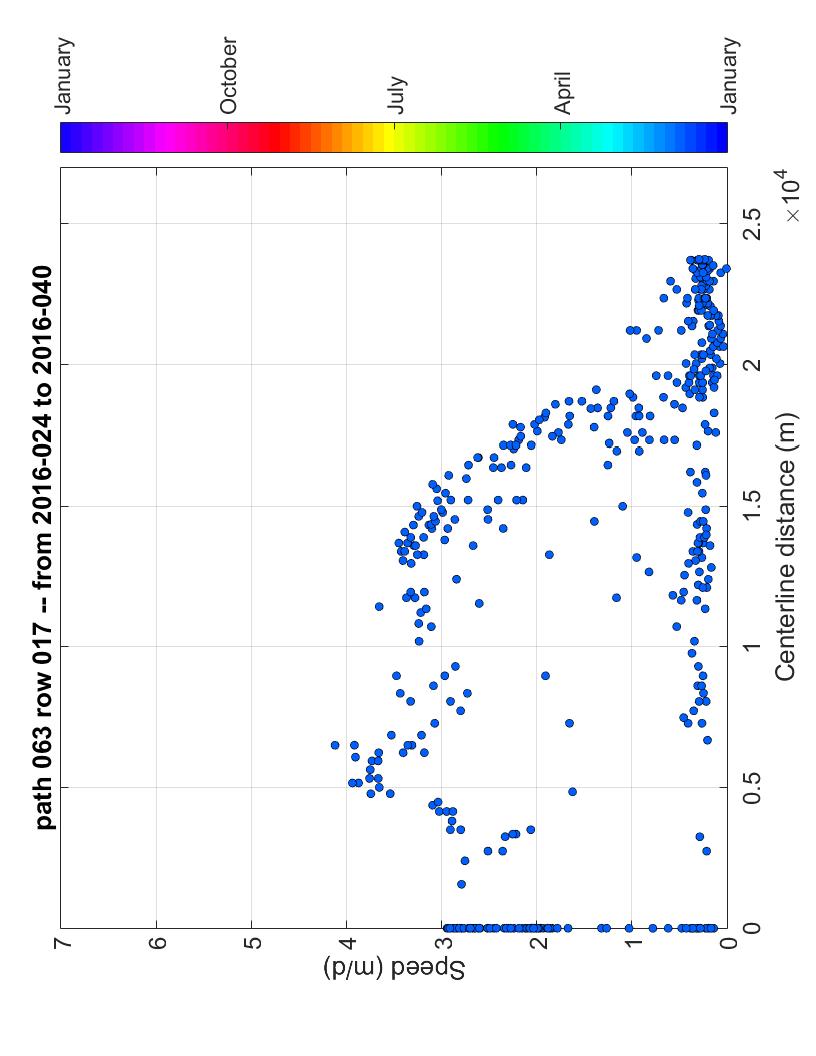 path 063 row 017 -- from 2016-024 to 2016-040
7
6
5
4
3
2
1
0
Speed (m/d)
0
0.5
1
1.5
2
2.5
×10⁴
Centerline distance (m)
January
October
July
April
January